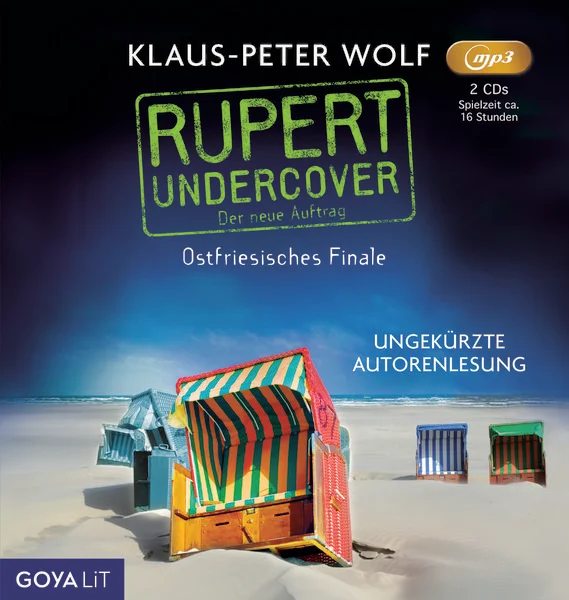 KLAUS-PETER WOLF
mp3
2 CDs
Spielzeit ca.
16 Stunden
RUPERT
UNDERCOVER
Der neue Auftrag
Ostfriesisches Finale
UNGEKÜRZTE
AUTORENLESUNG
GOYA LiT